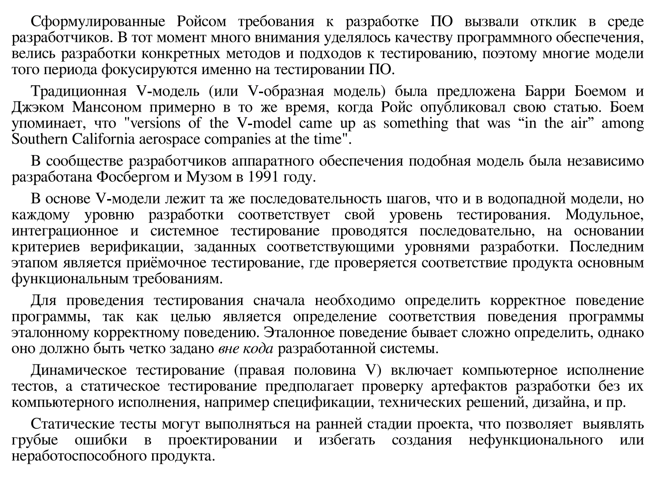 Сформулированные Ройсом требования к разработке ПО вызвали отклик в среде
разработчиков. В тот момент много внимания уделялось качеству программного обеспечения,
велись разработки конкретных методов и подходов к тестированию, поэтому многие модели
того периода фокусируются именно на тестировании ПО.
Традиционная V-модель (или V-образная модель) была предложена Барри Боемом и
Джэком Мансоном примерно в то же время, когда Ройс опубликовал свою статью. Боем
упоминает, что "versions of the V-model came up as something that was “in the air” among
Southern California aerospace companies at the time".
В сообществе разработчиков аппаратного обеспечения подобная модель была независимо
разработана Фосбергом и Музом в 1991 году.
В основе V-модели лежит та же последовательность шагов, что и в водопадной модели, но
каждому уровню разработки соответствует свой уровень тестирования. Модульное,
интеграционное и системное тестирование проводятся последовательно, на основании
критериев верификации, заданных соответствующими уровнями разработки. Последним
этапом является приёмочное тестирование, где проверяется соответствие продукта основным
функциональным требованиям.
Для проведения тестирования сначала необходимо определить корректное поведение
программы, так как целью является определение соответствия поведения программы
эталонному корректному поведению. Эталонное поведение бывает сложно определить, однако
оно должно быть четко задано вне кода разработанной системы.
Динамическое тестирование (правая половина V) включает компьютерное исполнение
тестов, а статическое тестирование предполагает проверку артефактов разработки без их
компьютерного исполнения, например спецификации, технических решений, дизайна, и пр.
Статические тесты могут выполняться на ранней стадии проекта, что позволяет выявлять
грубые ошибки в проектировании и избегать создания нефункционального или
неработоспособного продукта.